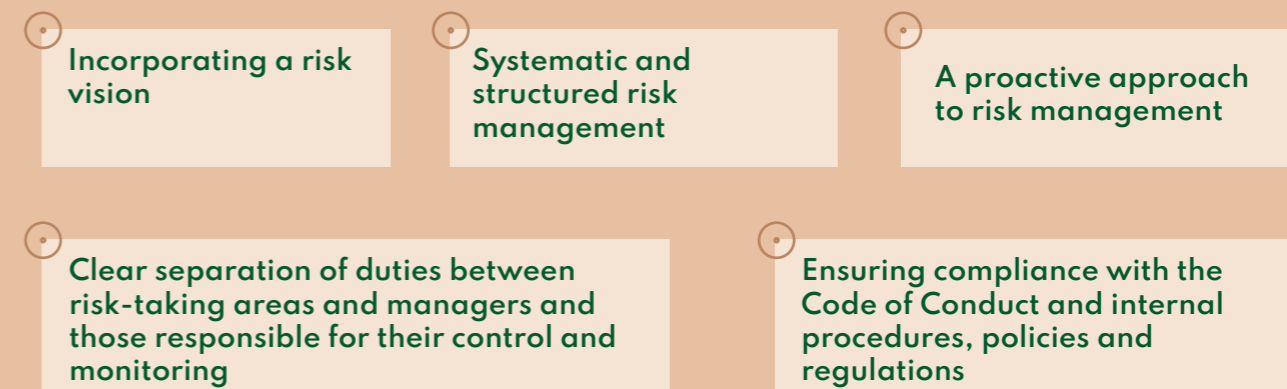 Incorporating a risk
vision
Systematic and
structured risk
management
A proactive approach
to risk management
Clear separation of duties between
risk-taking areas and managers and
those responsible for their control and
monitoring
Ensuring compliance with the
Code of Conduct and internal
procedures, policies and
regulations